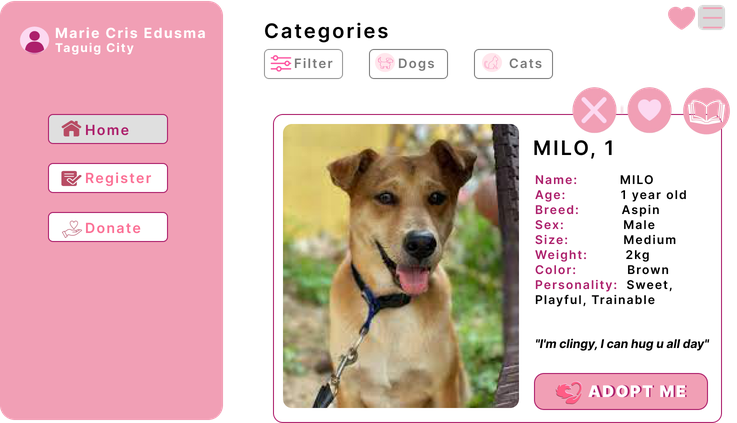 Marie Cris Edusma
Taguig City
Home
Register
Donate
Categories
Filter
Dogs
Cats
MILO, 1
Name: MILO
Age: 1 year old
Breed: Aspin
Sex: Male
Size: Medium
Weight: 2kg
Color: Brown
Personality: Sweet,
Playful, Trainable
"I'm clingy, I can hug u all day"
ADOPT ME